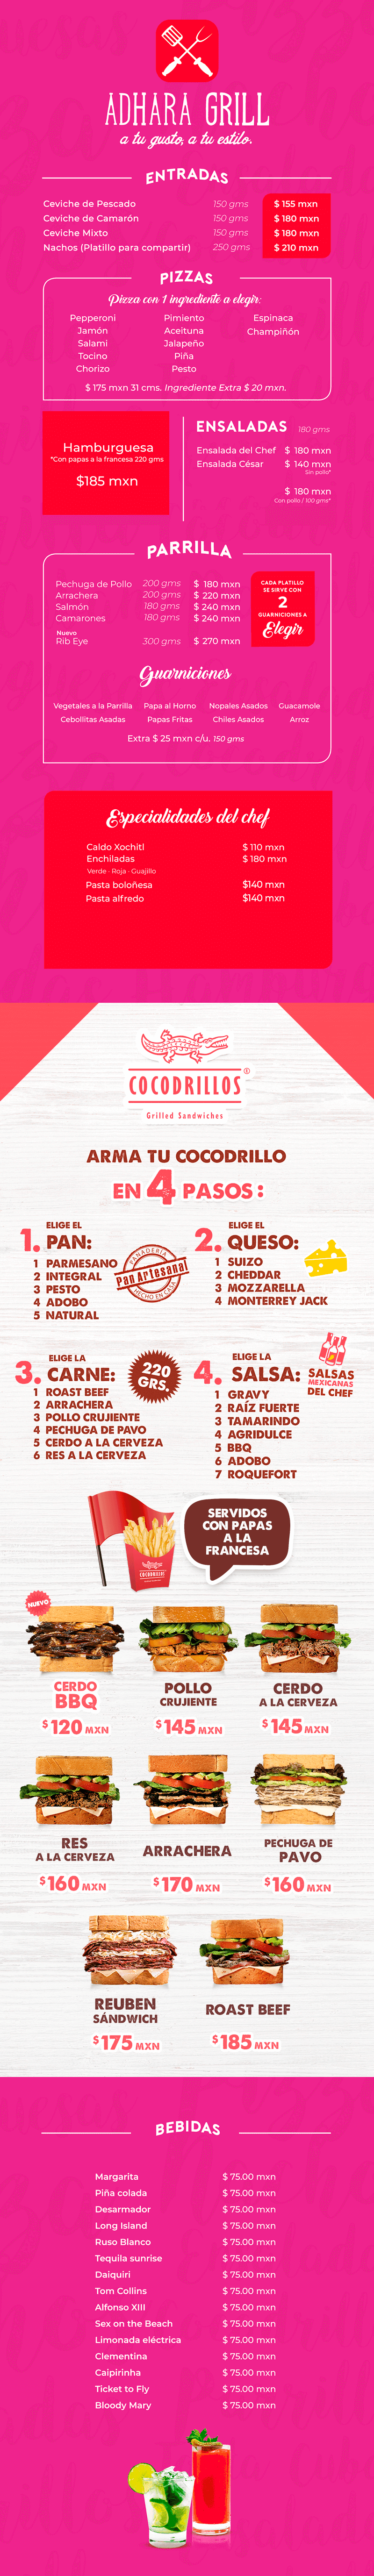 ADHARA GRILL
a tu gusto, a tu estilo.
ENTRADAS
Ceviche de Pescado 150 gms $ 155 mxn
Ceviche de Camarón 150 gms $ 180 mxn
Ceviche Mixto 150 gms $ 180 mxn
Nachos (Platillo para compartir) 250 gms $ 210 mxn
PIZZAS
Pizza con 1 ingrediente a elegir:
Pepperoni Pimiento Espinaca
Jamón Aceituna Champiñón
Salami Jalapeño
Tocino Piña
Chorizo Pesto
$ 175 mxn 31 cms. Ingrediente Extra $ 20 mxn.
Hamburguesa
*Con papas a la francesa 220 gms
$185 mxn
ENSALADAS 180 gms
Ensalada del Chef $ 180 mxn
Ensalada César $ 140 mxn
Sin pollo*
$ 180 mxn
Con pollo / 100 gms*
PARRILLA
Pechuga de Pollo 200 gms $ 180 mxn
Arrachera 200 gms $ 220 mxn
Salmón 180 gms $ 240 mxn
Camarones 180 gms $ 240 mxn
Nuevo
Rib Eye 300 gms $ 270 mxn
CADA PLATILLO
SE SIRVE CON
2
GUARNICIONES A
Elegir
Guarniciones
Vegetales a la Parrilla Papa al Horno Nopales Asados Guacamole
Cebollitas Asadas Papas Fritas Chiles Asados Arroz
Extra $ 25 mxn c/u. 150 gms
Especialidades del chef
Caldo Xochitl $ 110 mxn
Enchiladas $ 180 mxn
Verde - Roja - Guajillo
Pasta boloñesa $140 mxn
Pasta alfredo $140 mxn
COCODRILLOS ®
Grilled Sandwiches
ARMA TU COCODRILLO
EN 4 PASOS:
1. ELIGE EL
PAN:
1 PARMESANO
2 INTEGRAL
3 PESTO
4 ADOBO
5 NATURAL
PANADERÍA
Pan Artesanal
HECHO EN CASA
2. ELIGE EL
QUESO:
1 SUIZO
2 CHEDDAR
3 MOZZARELLA
4 MONTERREY JACK
3. ELIGE LA
CARNE:
1 ROAST BEEF
2 ARRACHERA
3 POLLO CRUJIENTE
4 PECHUGA DE PAVO
5 CERDO A LA CERVEZA
6 RES A LA CERVEZA
220
GRS.
4. ELIGE LA
SALSA:
1 GRAVY
2 RAÍZ FUERTE
3 TAMARINDO
4 AGRIDULCE
5 BBQ
6 ADOBO
7 ROQUEFORT
SALSAS
MEXICANAS
DEL CHEF
COCODRILLOS
SERVIDOS
CON PAPAS
A LA
FRANCESA
NUEVO
CERDO
BBQ
$120 MXN
POLLO
CRUJIENTE
$145 MXN
CERDO
A LA CERVEZA
$145 MXN
RES
A LA CERVEZA
$160 MXN
ARRACHERA
$170 MXN
PECHUGA DE
PAVO
$160 MXN
REUBEN
SÁNDWICH
$175 MXN
ROAST BEEF
$185 MXN
BEBIDAS
Margarita $ 75.00 mxn
Piña colada $ 75.00 mxn
Desarmador $ 75.00 mxn
Long Island $ 75.00 mxn
Ruso Blanco $ 75.00 mxn
Tequila sunrise $ 75.00 mxn
Daiquiri $ 75.00 mxn
Tom Collins $ 75.00 mxn
Alfonso XIII $ 75.00 mxn
Sex on the Beach $ 75.00 mxn
Limonada eléctrica $ 75.00 mxn
Clementina $ 75.00 mxn
Caipirinha $ 75.00 mxn
Ticket to Fly $ 75.00 mxn
Bloody Mary $ 75.00 mxn